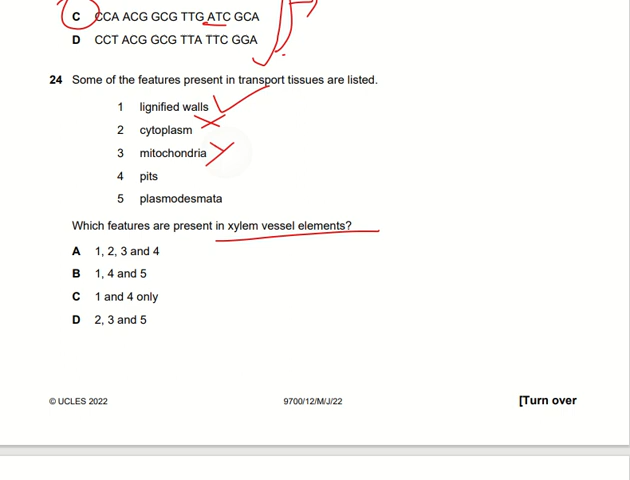 C CCA ACG GCG TTG ATC GCA
D CCT ACG GCG TTA TTC GGA
24 Some of the features present in transport tissues are listed.
1 lignified walls
2 cytoplasm
3 mitochondria
4 pits
5 plasmodesmata
Which features are present in xylem vessel elements?
A 1, 2, 3 and 4
B 1, 4 and 5
C 1 and 4 only
D 2, 3 and 5
© UCLES 2022 9700/12/M/J/22 [Turn over